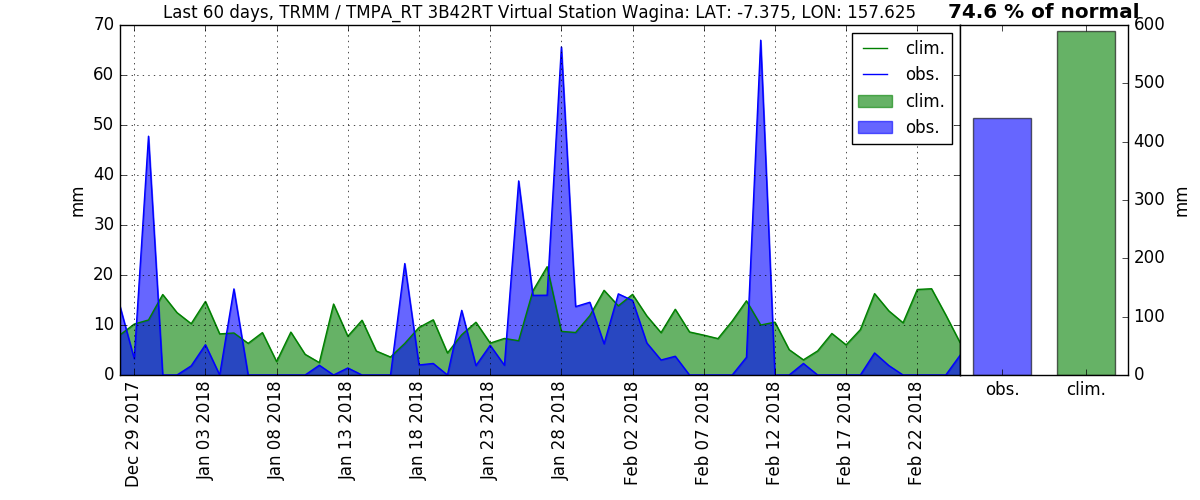 Last 60 days, TRMM / TMPA_RT 3B42RT Virtual Station Wagina: LAT: -7.375, LON: 157.625
74.6 % of normal
70
60
50
40
30
20
10
0
mm
Dec 29 2017
Jan 03 2018
Jan 08 2018
Jan 13 2018
Jan 18 2018
Jan 23 2018
Jan 28 2018
Feb 02 2018
Feb 07 2018
Feb 12 2018
Feb 17 2018
Feb 22 2018
clim.
obs.
clim.
obs.
600
500
400
300
200
100
0
mm
obs.
clim.